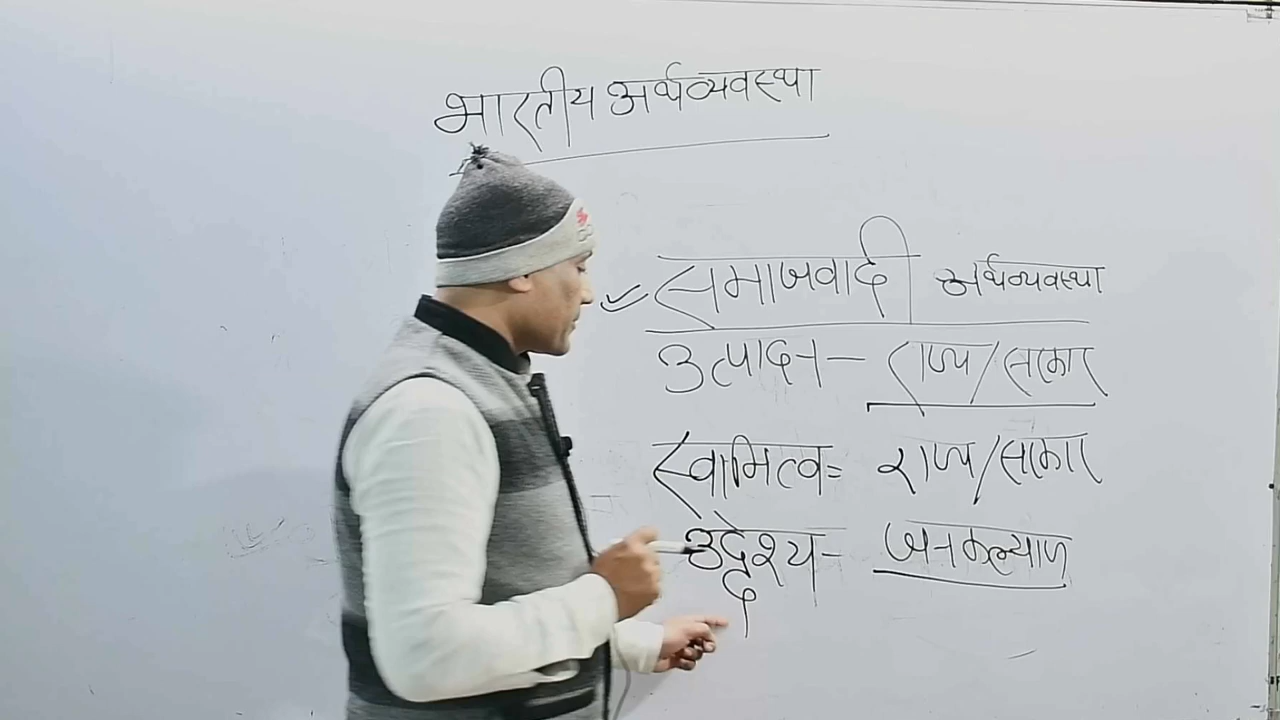 भारतीय अर्थव्यवस्था
समाजवादी अर्थव्यवस्था
उत्पादन — राज्य/सरकार
स्वामित्व = राज्य/सरकार
उद्देश्य - जनकल्याण